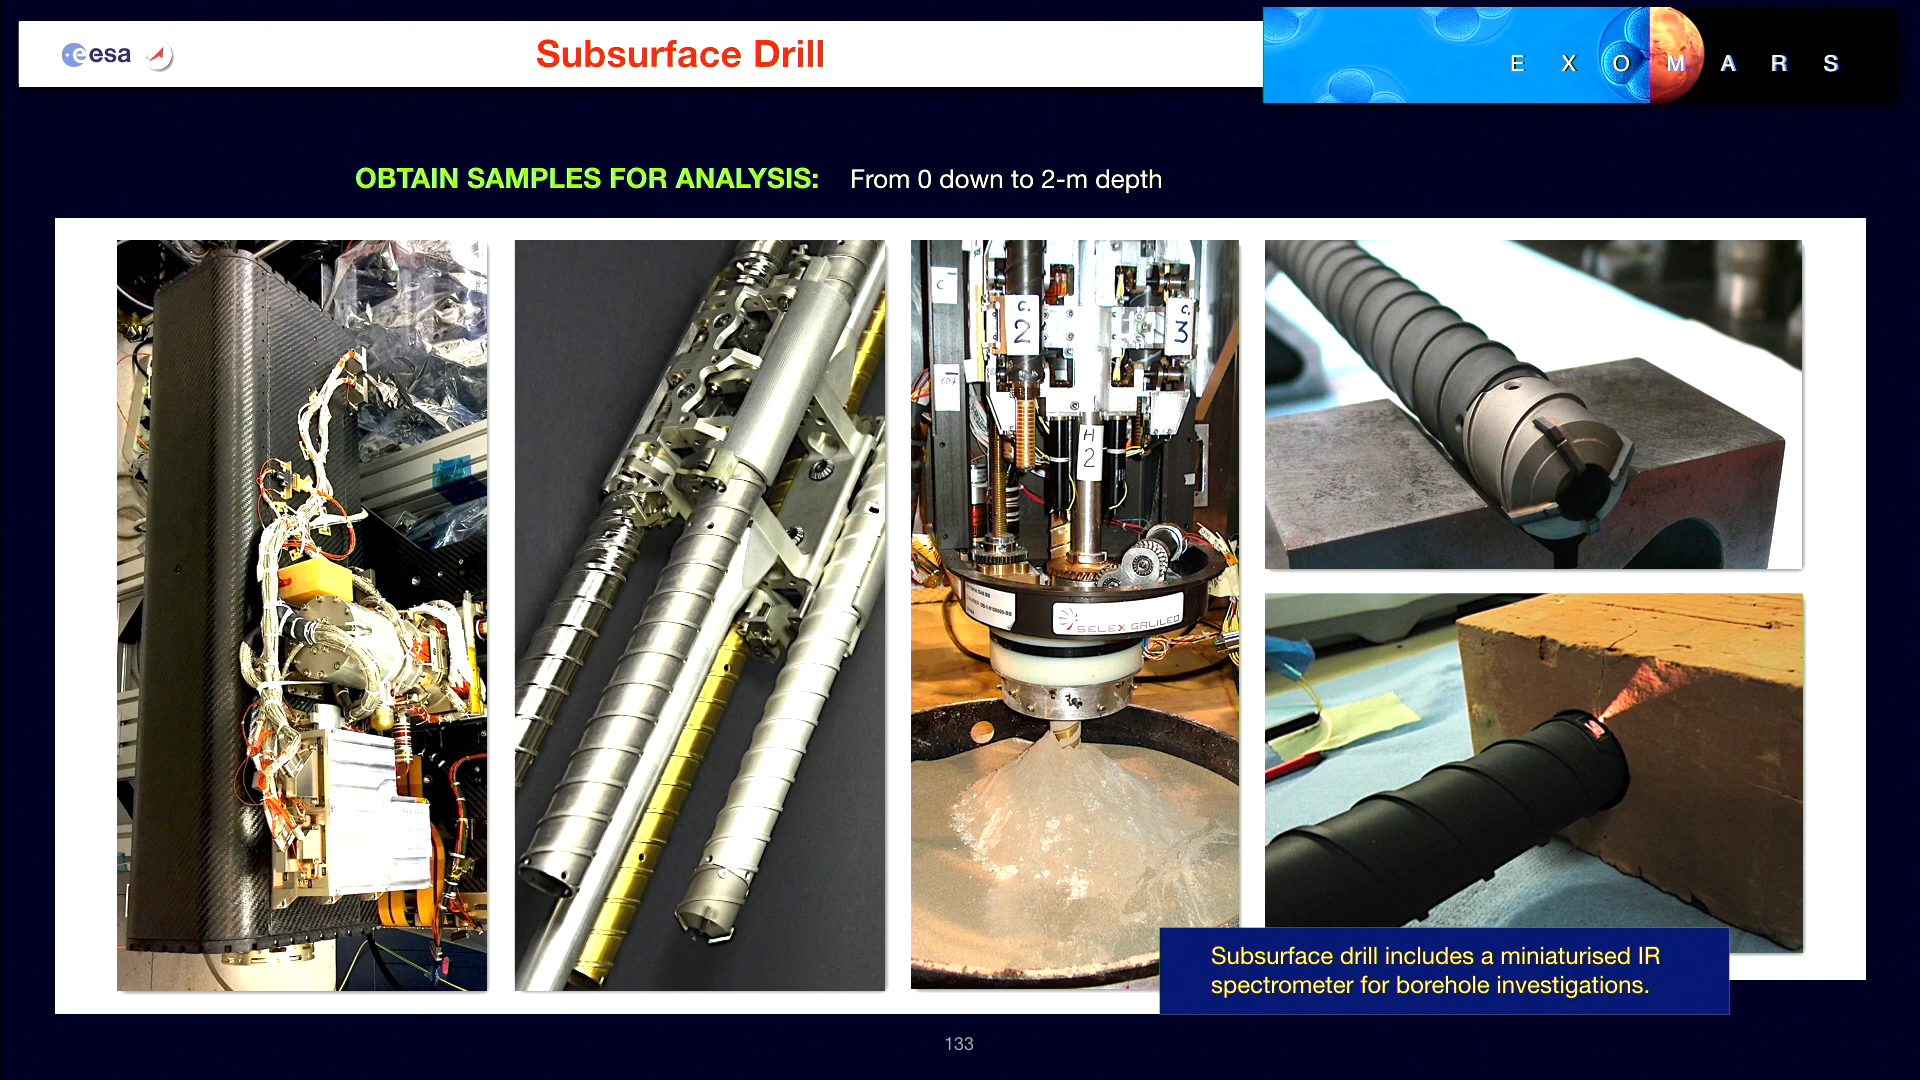 esa
Subsurface Drill
E X O M A R S
OBTAIN SAMPLES FOR ANALYSIS: From 0 down to 2-m depth
C
2
3
607
H
2
SELEX GALILEO
Subsurface drill includes a miniaturised IR
spectrometer for borehole investigations.
133